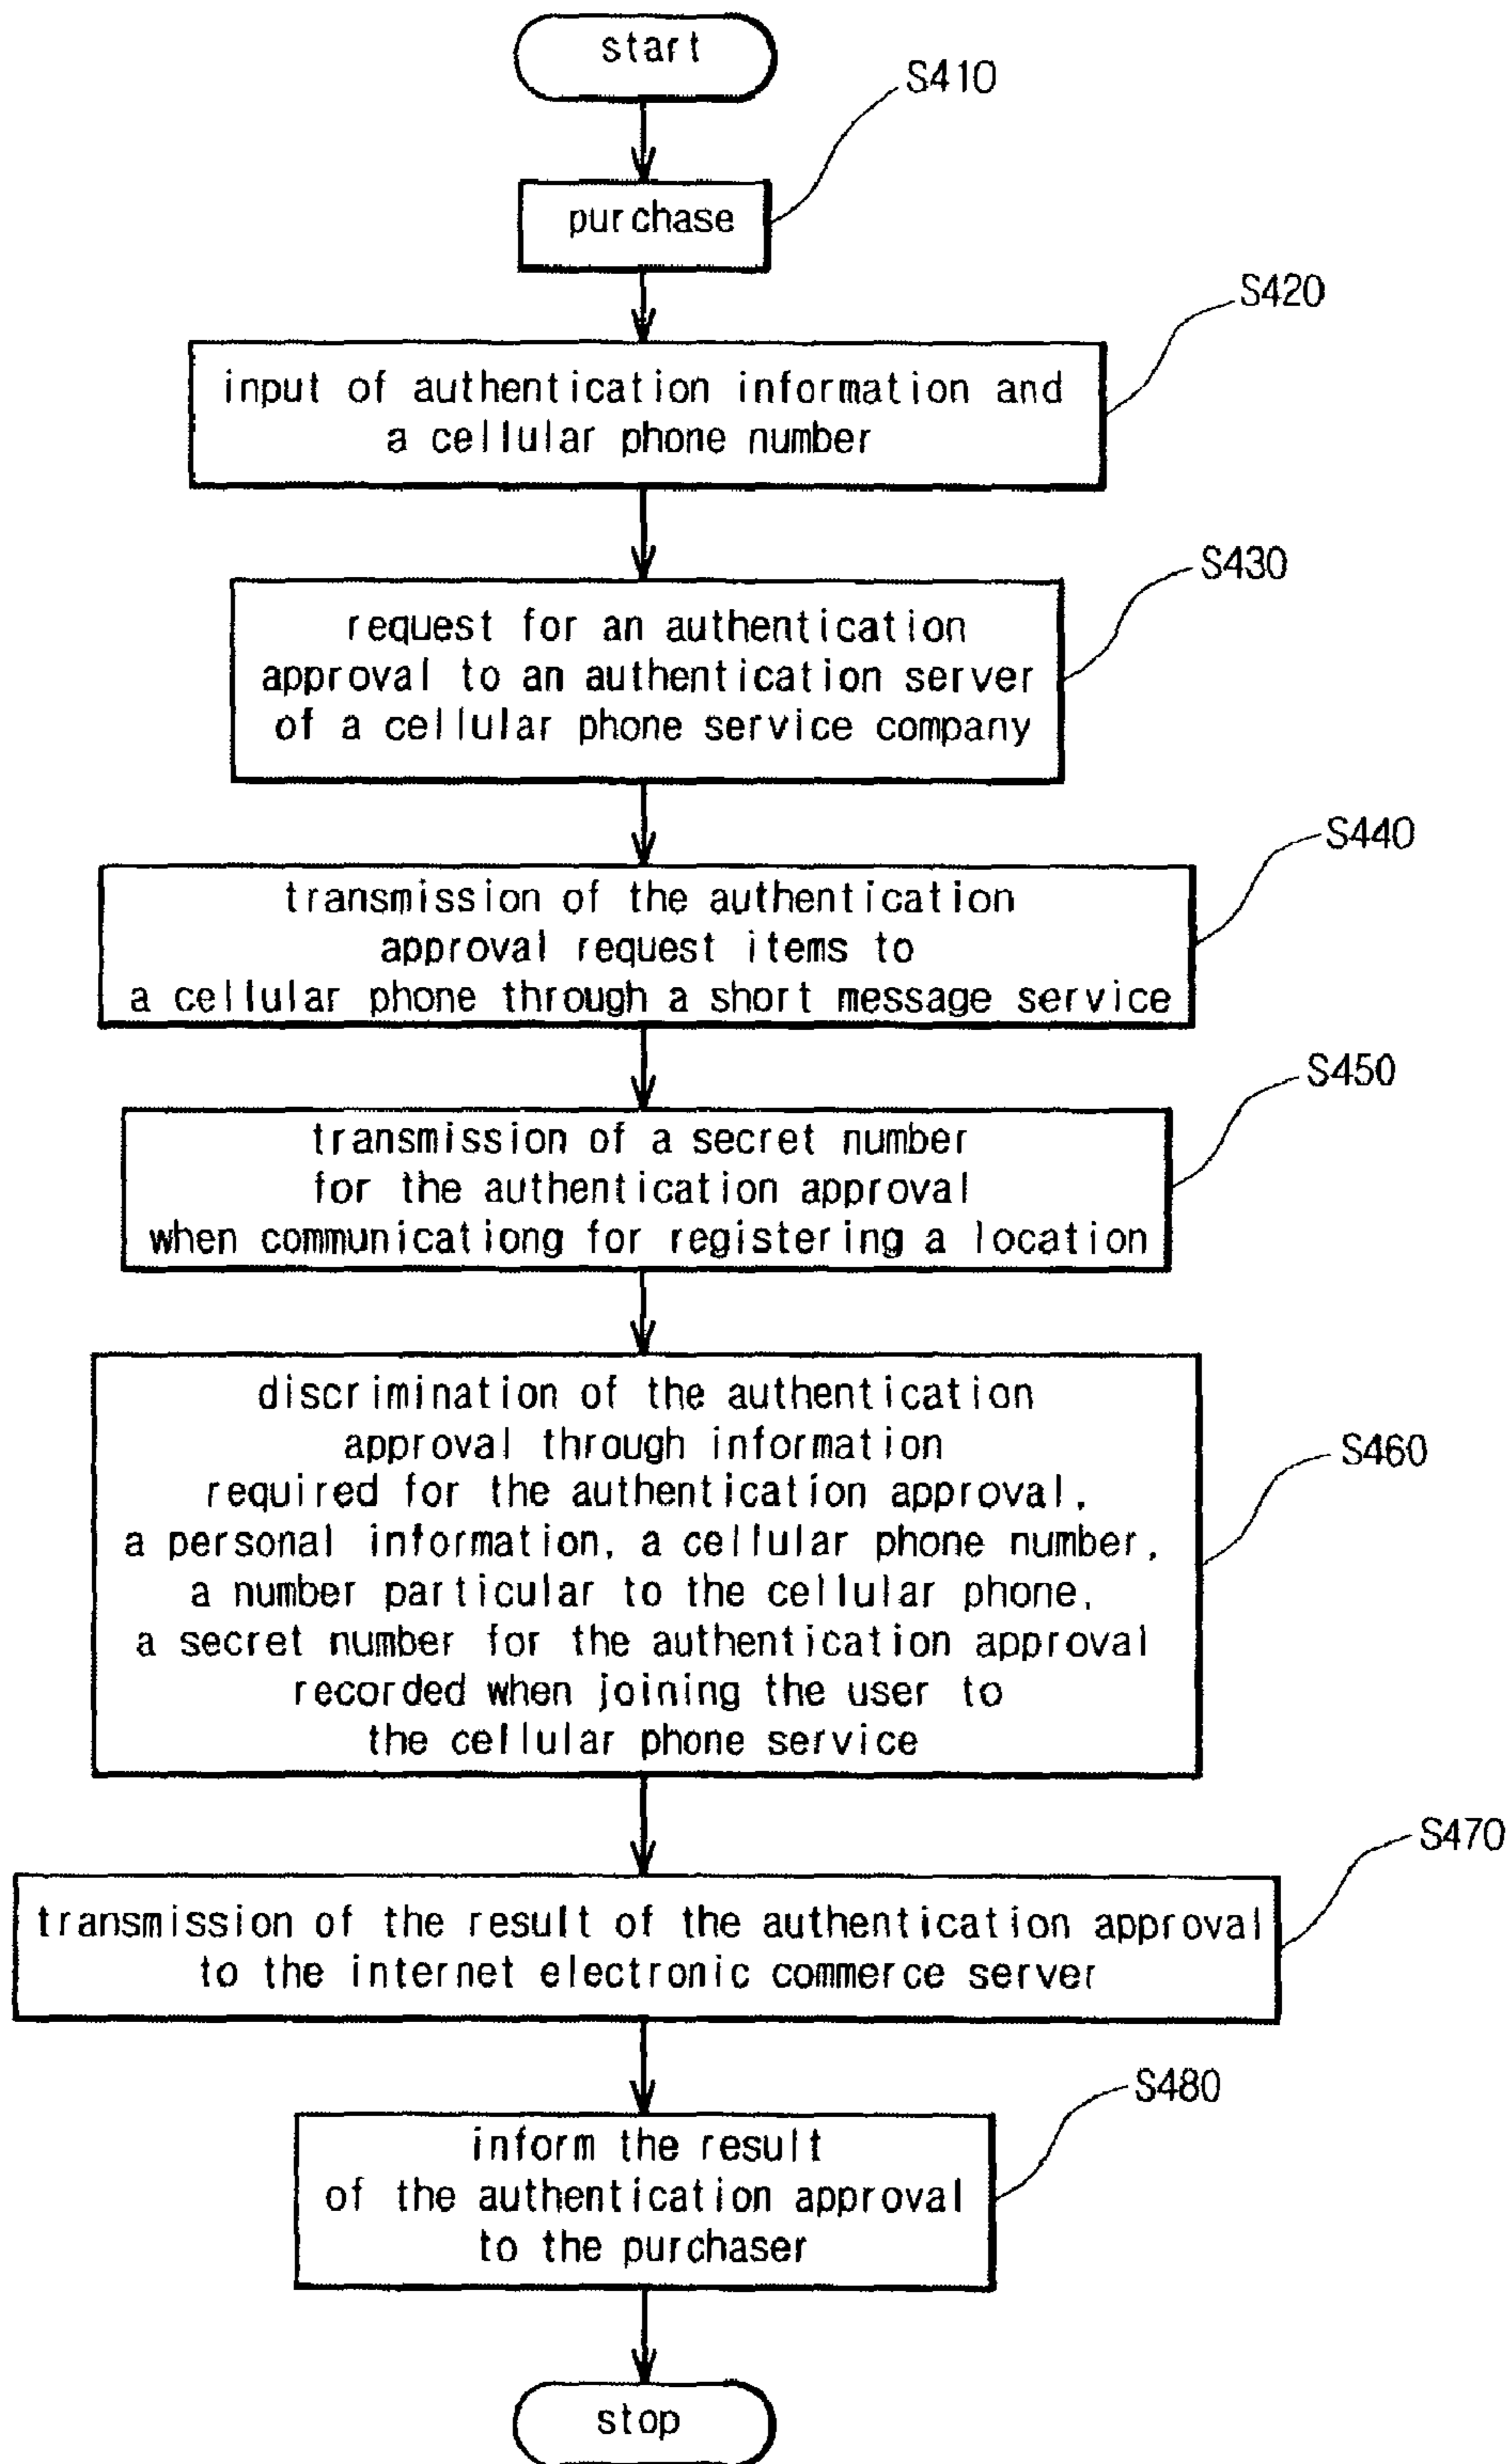 start
S410
purchase
S420
input of authentication information and
a cellular phone number
S430
request for an authentication
approval to an authentication server
of a cellular phone service company
S440
transmission of the authentication
approval request items to
a cellular phone through a short message service
S450
transmission of a secret number
for the authentication approval
when communicationg for registering a location
S460
discrimination of the authentication
approval through information
required for the authentication approval,
a personal information, a cellular phone number,
a number particular to the cellular phone,
a secret number for the authentication approval
recorded when joining the user to
the cellular phone service
S470
transmission of the result of the authentication approval
to the internet electronic commerce server
S480
inform the result
of the authentication approval
to the purchaser
stop